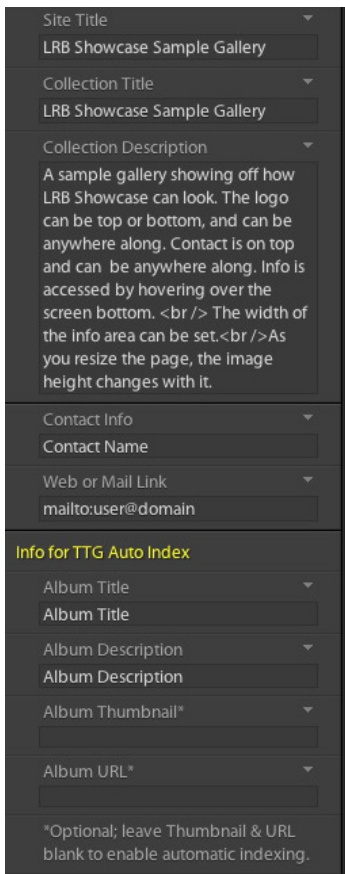 Site Title
LRB Showcase Sample Gallery
Collection Title
LRB Showcase Sample Gallery
Collection Description
A sample gallery showing off how
LRB Showcase can look. The logo
can be top or bottom, and can be
anywhere along. Contact is on top
and can  be anywhere along. Info is
accessed by hovering over the
screen bottom. <br /> The width of
the info area can be set.<br />As
you resize the page, the image
height changes with it.
Contact Info
Contact Name
Web or Mail Link
mailto:user@domain
Info for TTG Auto Index
Album Title
Album Title
Album Description
Album Description
Album Thumbnail*
Album URL*
*Optional; leave Thumbnail & URL
blank to enable automatic indexing.